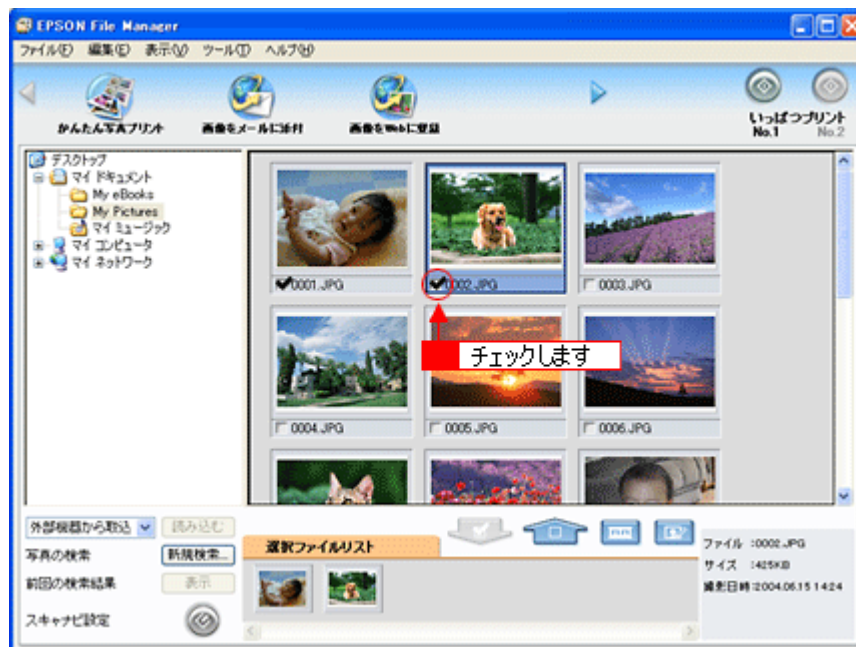 EPSON File Manager
ファイル(F) 編集(E) 表示(V) ツール(T) ヘルプ(H)
かんたん写真プリント 画像をメールに添付 画像をWebに登録
いっぱつプリント
No.1 No.2
デスクトップ
マイ ドキュメント
My eBooks
My Pictures
マイ ミュージック
マイ コンピュータ
マイ ネットワーク
0001.JPG 0002.JPG 0003.JPG
チェックします
0004.JPG 0005.JPG 0006.JPG
外部機器から取込 読み込む
写真の検索 新規検索...
前回の検索結果 表示
スキャナビ設定
選択ファイルリスト
ファイル :0002.JPG
サイズ :425KB
撮影日時:2004.06.15 14:24